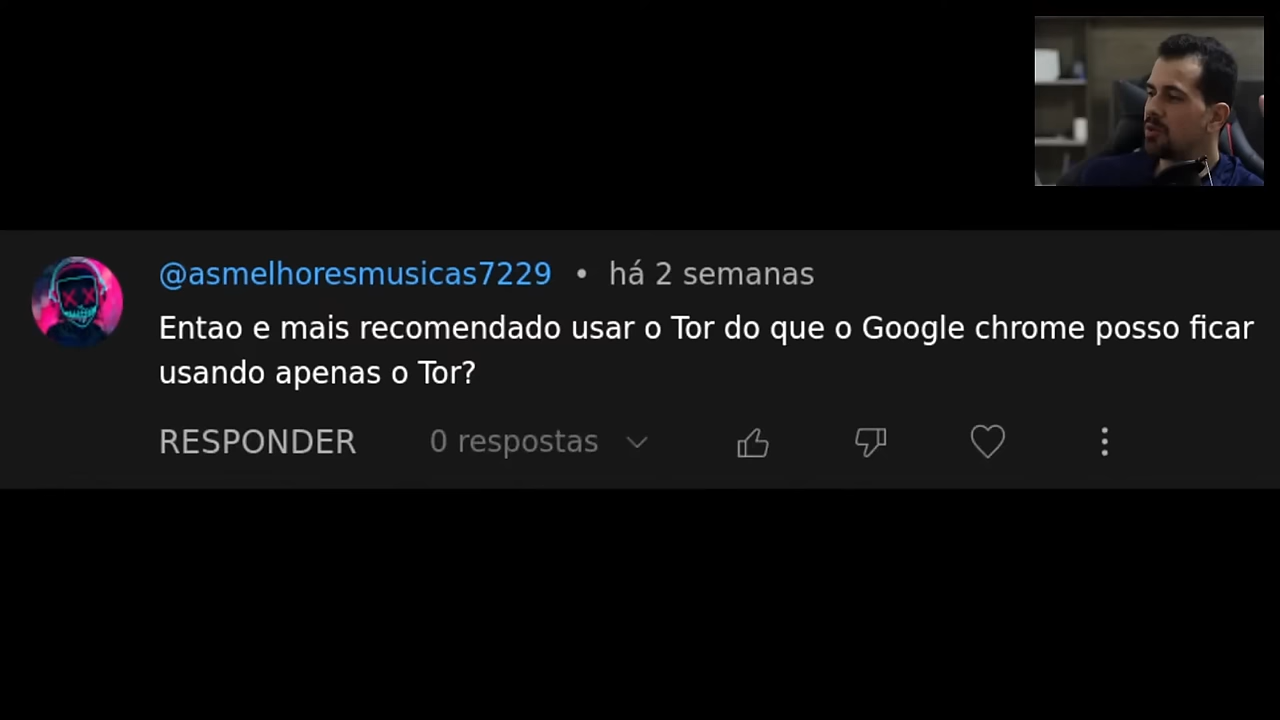 @asmelhoresmusicas7229 • há 2 semanas
Entao e mais recomendado usar o Tor do que o Google chrome posso ficar
usando apenas o Tor?
RESPONDER 0 respostas